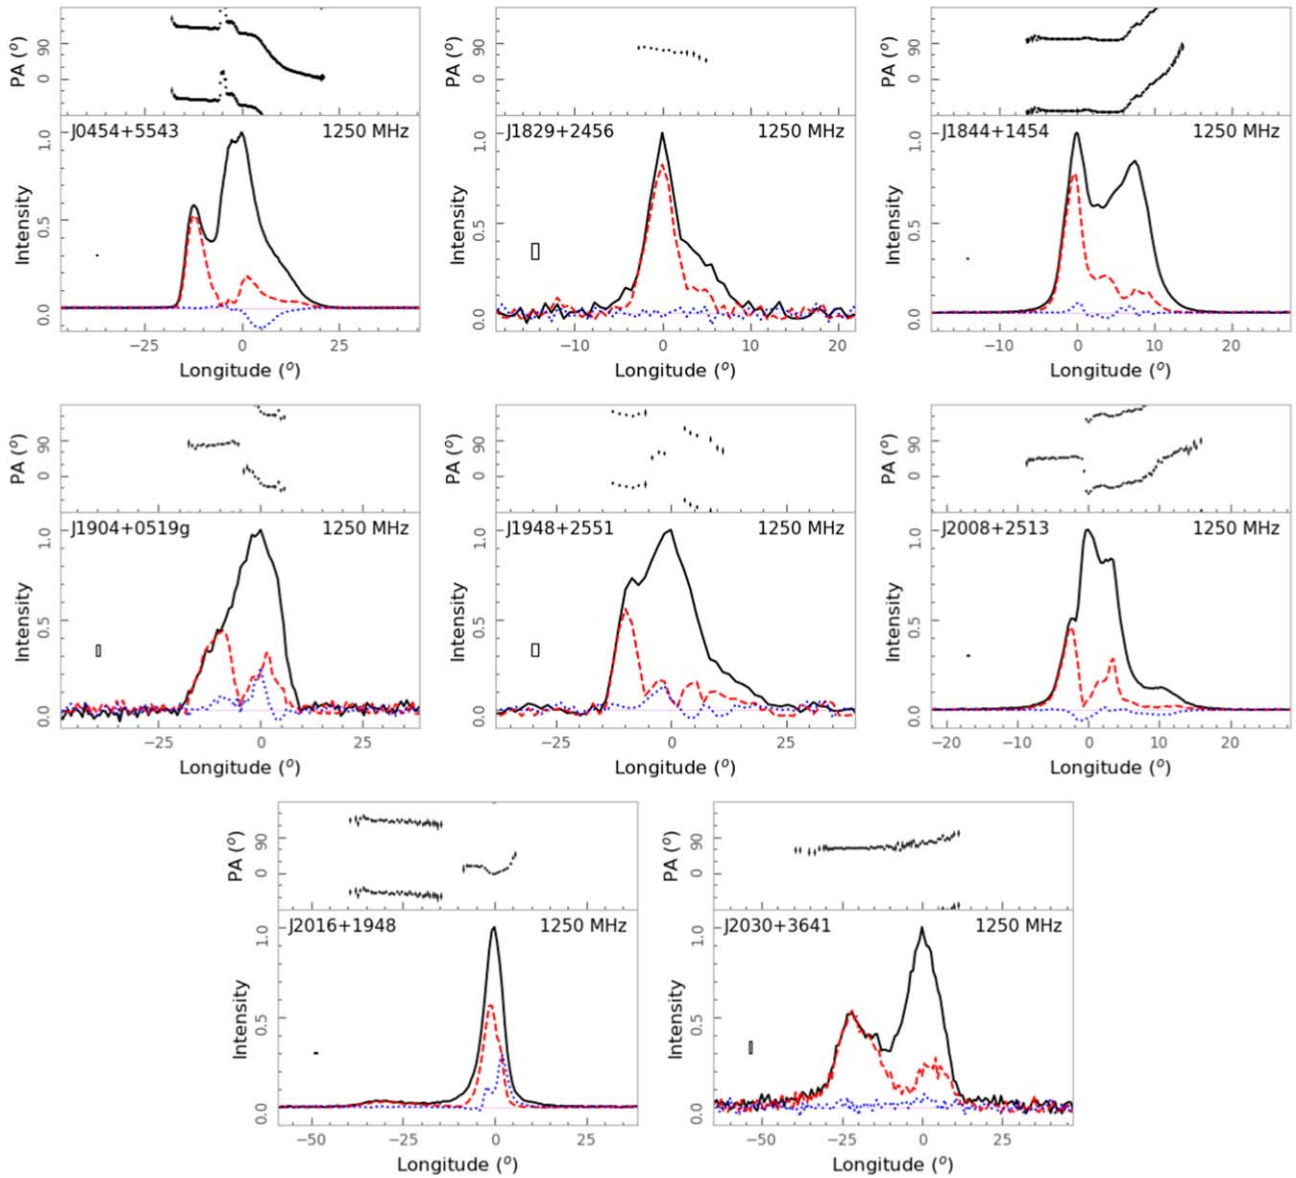 PA (°)
90
0
J0454+5543 1250 MHz
Intensity
1.0
0.5
0.0
−25 0 25
Longitude (°)
PA (°)
90
0
J1829+2456 1250 MHz
Intensity
1.0
0.5
0.0
−10 0 10 20
Longitude (°)
PA (°)
90
0
J1844+1454 1250 MHz
Intensity
1.0
0.5
0.0
−10 0 10 20
Longitude (°)
PA (°)
90
0
J1904+0519g 1250 MHz
Intensity
1.0
0.5
0.0
−25 0 25
Longitude (°)
PA (°)
90
0
J1948+2551 1250 MHz
Intensity
1.0
0.5
0.0
−25 0 25
Longitude (°)
PA (°)
90
0
J2008+2513 1250 MHz
Intensity
1.0
0.5
0.0
−20 −10 0 10 20
Longitude (°)
PA (°)
90
0
J2016+1948 1250 MHz
Intensity
1.0
0.5
0.0
−50 −25 0 25
Longitude (°)
PA (°)
90
0
J2030+3641 1250 MHz
Intensity
1.0
0.5
0.0
−50 −25 0 25
Longitude (°)